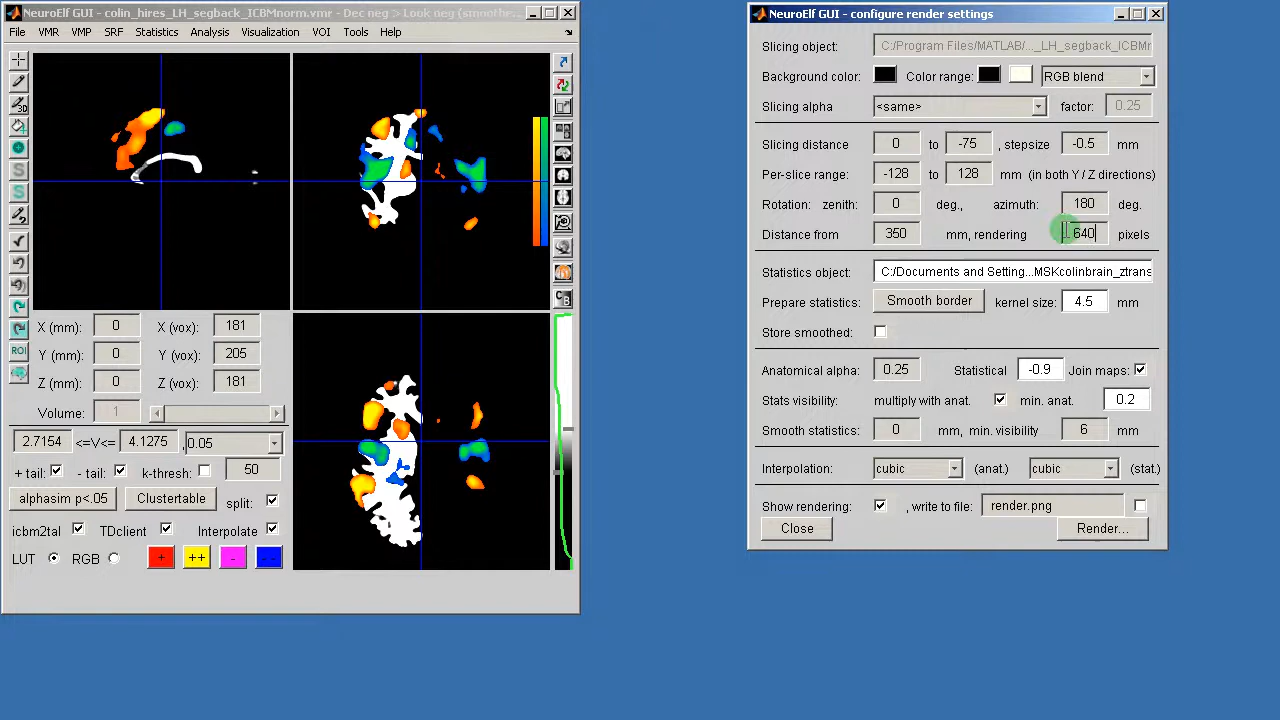 NeuroElf GUI - colin_hires_LH_segback_ICBMnorm.vmr - Dec neg > Look neg (smooth
File VMR VMP SRF Statistics Analysis Visualization VOI Tools Help
X (mm): 0 X (vox): 181
Y (mm): 0 Y (vox): 205
Z (mm): 0 Z (vox): 181
Volume: 1
2.7154 <=V<= 4.1275 0.05
+ tail: - tail: k-thresh: 50
alphasim p<.05 Clustertable split:
icbm2tal TDclient Interpolate
LUT RGB + ++ - --
S
S
ROI
NeuroElf GUI - configure render settings
Slicing object: C:/Program Files/MATLAB/..._LH_segback_ICBMn
Background color: Color range: RGB blend
Slicing alpha <same> factor: 0.25
Slicing distance 0 to -75 stepsize -0.5 mm
Per-slice range: to mm (in both Y/Z dimensions)
Rotation: zenith: 0 deg., azimuth: 180 deg.
Distance from 350 mm, rendering 640 pixels
Statistics object: C:/Documents and Setting...MSKcolinbrain_ztrans
Prepare statistics: Smooth border kernel size: 4.5 mm
Store smoothed:
Anatomical alpha: 0.25 Statistical -0.9 Join maps:
Stats visibility: multiply with anat. min. anat. 0.2
Smooth statistics: 0 mm, min. visibility 6 mm
Interpolation: cubic (anat.) cubic (stat.)
Show rendering: , write to file: render.png
Close Render...